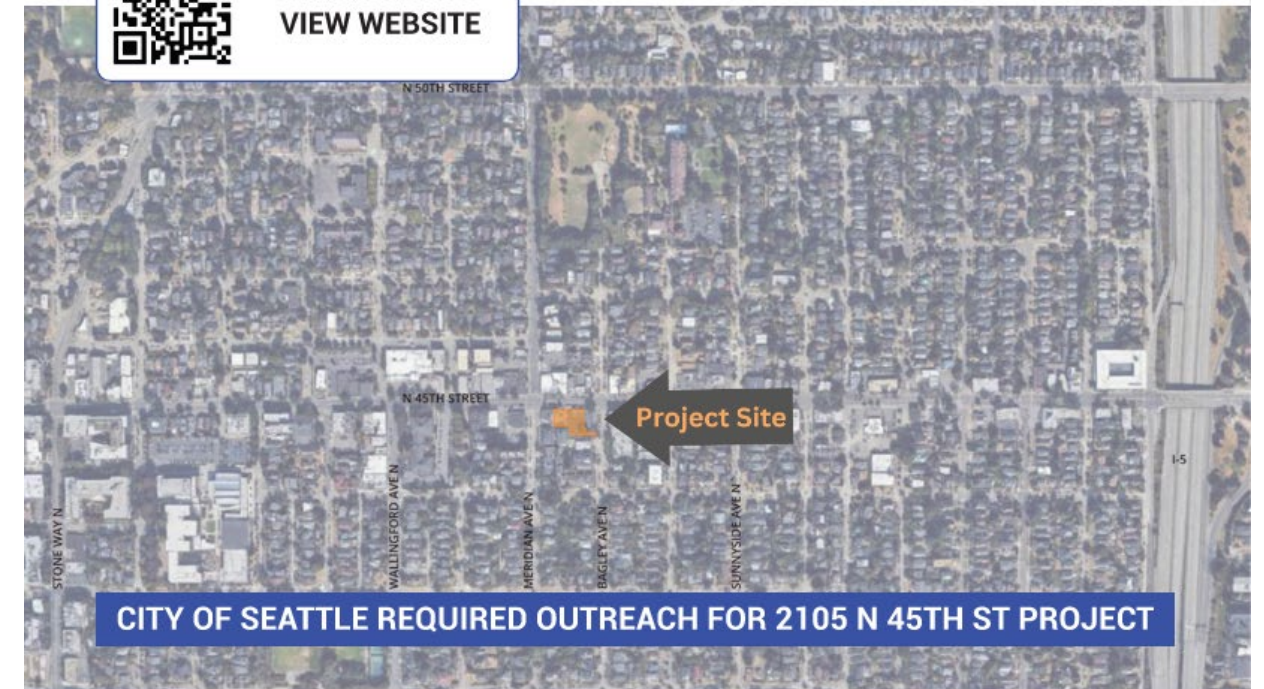 VIEW WEBSITE
N 50TH STREET
N 45TH STREET
Project Site
I-5
STONE WAY N
WALLINGFORD AVE N
MERIDIAN AVE N
BAGLEY AVE N
SUNNYSIDE AVE N
CITY OF SEATTLE REQUIRED OUTREACH FOR 2105 N 45TH ST PROJECT